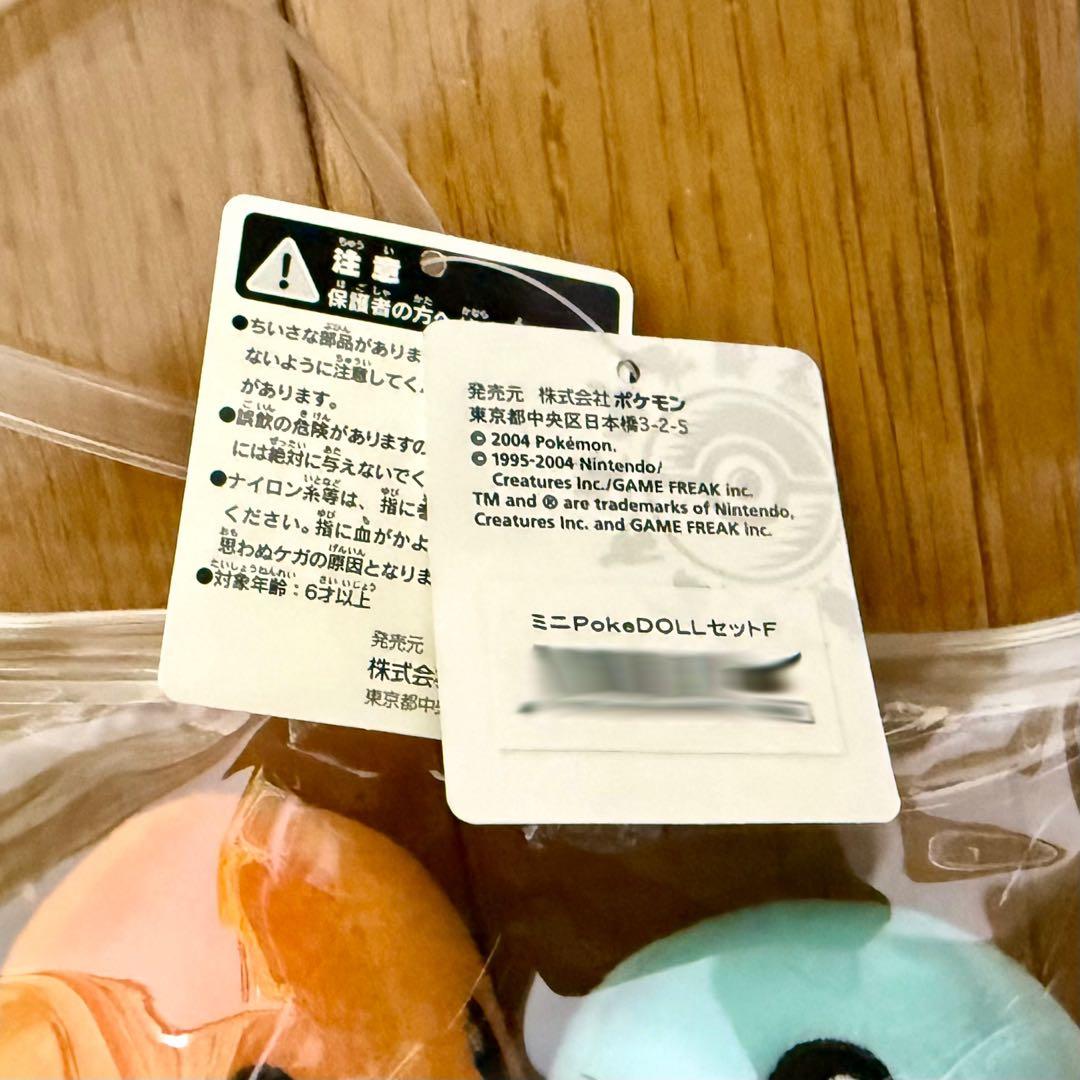 注意
保護者の方へ
●ちいさな部品がありま
ないように注意してく
があります。
●誤飲の危険がありますの
には絶対に与えないでく
●ナイロン糸等は、指に
ください。指に血がかよ
思わぬケガの原因となりま
●対象年齢：6才以上
発売元
株式会
東京都中
発売元 株式会社ポケモン
東京都中央区日本橋3-2-5
© 2004 Pokémon.
© 1995-2004 Nintendo/
Creatures Inc./GAME FREAK inc.
TM and ® are trademarks of Nintendo,
Creatures Inc. and GAME FREAK inc.
ミニPokeDOLLセットF